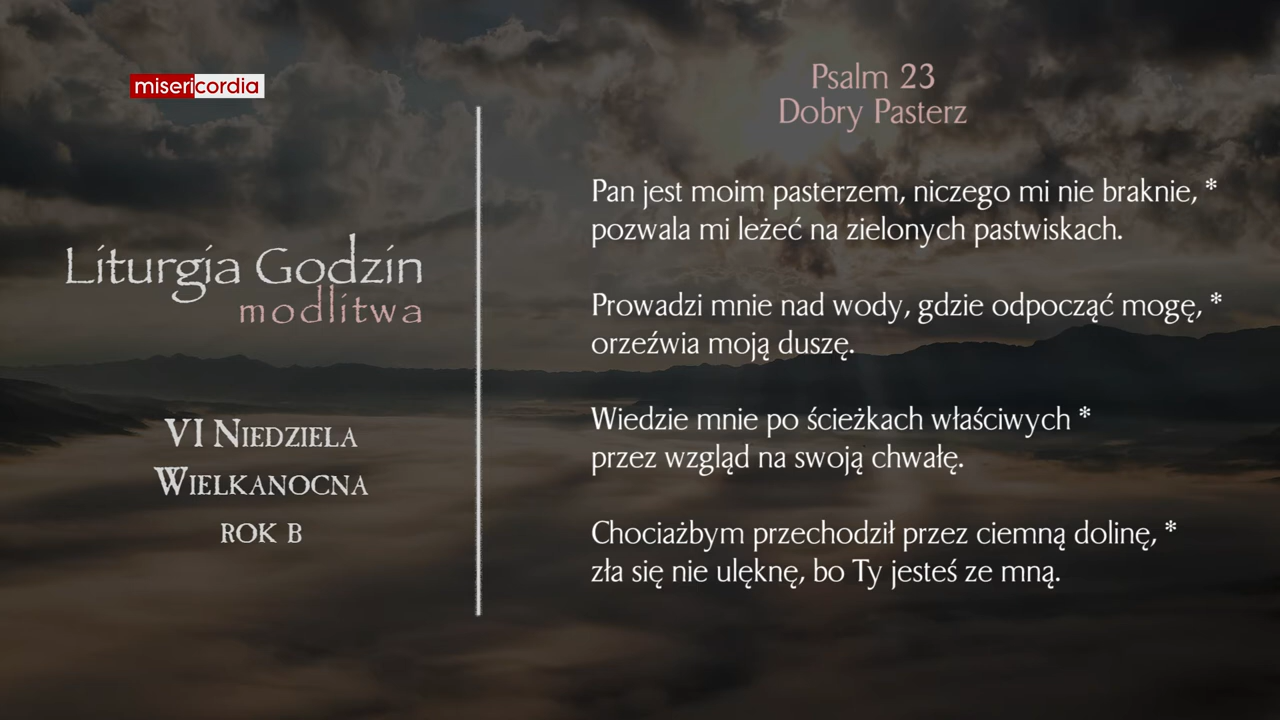 misericordia
Liturgia Godzin
modlitwa
VI Niedziela
Wielkanocna
rok B
Psalm 23
Dobry Pasterz
Pan jest moim pasterzem, niczego mi nie braknie, *
pozwala mi leżeć na zielonych pastwiskach.
Prowadzi mnie nad wody, gdzie odpocząć mogę, *
orzeźwia moją duszę.
Wiedzie mnie po ścieżkach właściwych *
przez wzgląd na swoją chwałę.
Chociażbym przechodził przez ciemną dolinę, *
zła się nie ulęknę, bo Ty jesteś ze mną.